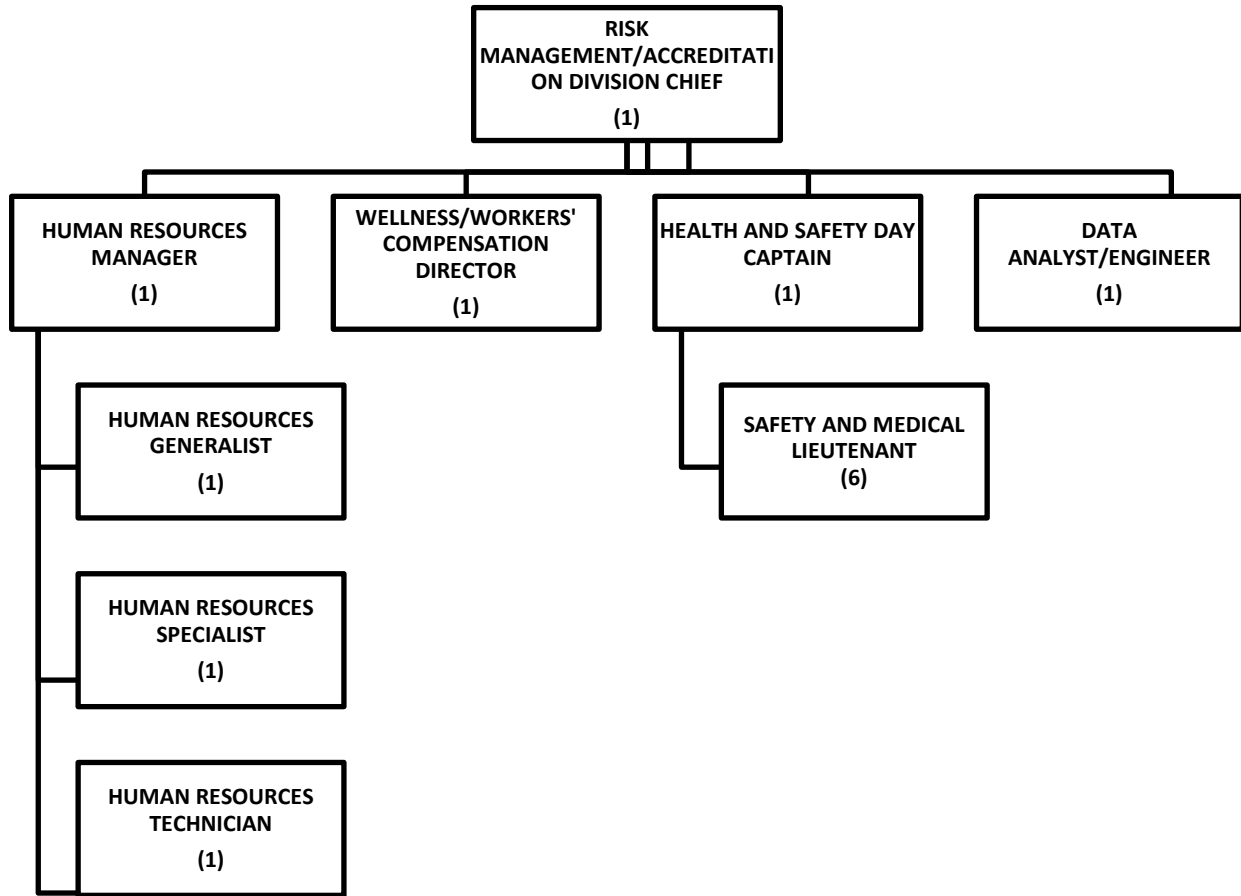 RISK
MANAGEMENT/ACCREDITATI
ON DIVISION CHIEF
(1)
HUMAN RESOURCES
MANAGER
(1)
WELLNESS/WORKERS'
COMPENSATION
DIRECTOR
(1)
HEALTH AND SAFETY DAY
CAPTAIN
(1)
DATA
ANALYST/ENGINEER
(1)
HUMAN RESOURCES
GENERALIST
(1)
SAFETY AND MEDICAL
LIEUTENANT
(6)
HUMAN RESOURCES
SPECIALIST
(1)
HUMAN RESOURCES
TECHNICIAN
(1)